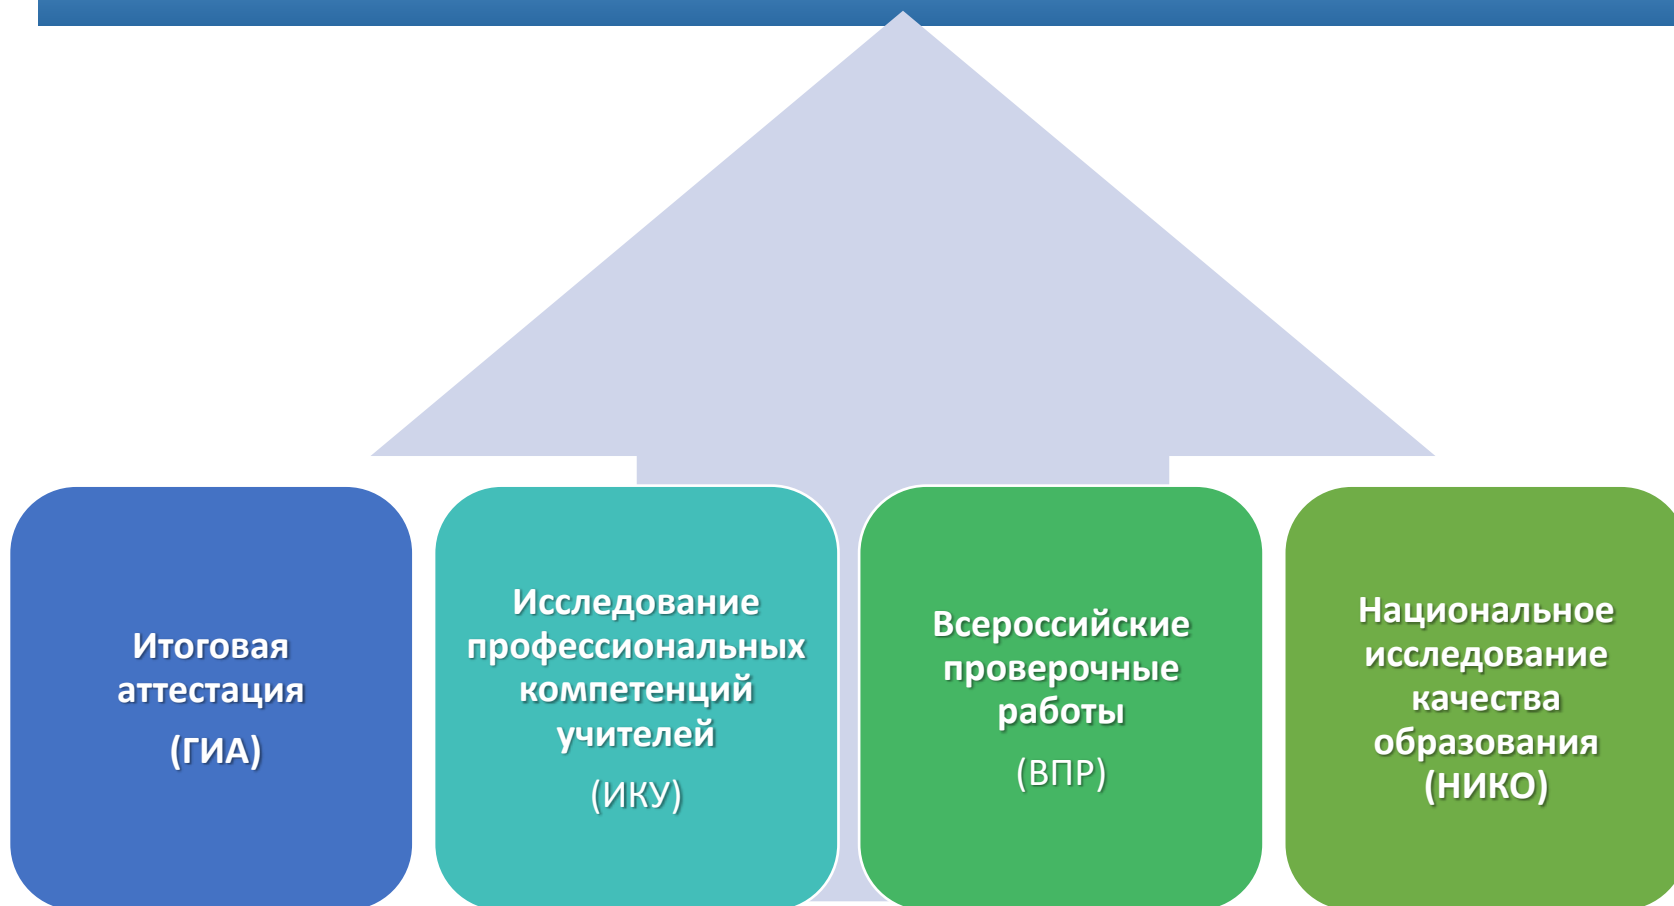 Итоговая
аттестация
(ГИА)
Исследование
профессиональных
компетенций
учителей
(ИКУ)
Всероссийские
проверочные
работы
(ВПР)
Национальное
исследование
качества
образования
(НИКО)